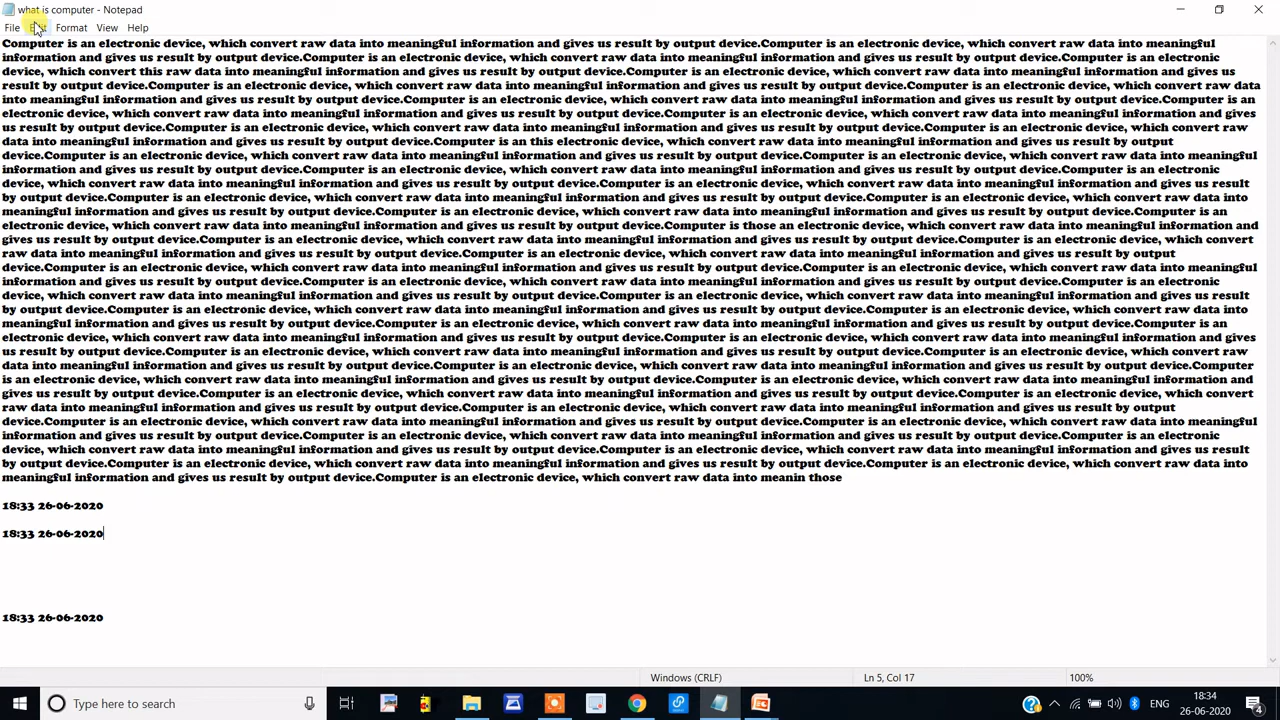 what is computer - Notepad
File Edit Format View Help
Computer is an electronic device, which convert raw data into meaningful information and gives us result by output device.Computer is an electronic device, which convert raw data into meaningful
information and gives us result by output device.Computer is an electronic device, which convert raw data into meaningful information and gives us result by output device.Computer is an electronic
device, which convert this raw data into meaningful information and gives us result by output device.Computer is an electronic device, which convert raw data into meaningful information and gives us
result by output device.Computer is an electronic device, which convert raw data into meaningful information and gives us result by output device.Computer is an electronic device, which convert raw data
into meaningful information and gives us result by output device.Computer is an electronic device, which convert raw data into meaningful information and gives us result by output device.Computer is an
electronic device, which convert raw data into meaningful information and gives us result by output device.Computer is an electronic device, which convert raw data into meaningful information and gives
us result by output device.Computer is an electronic device, which convert raw data into meaningful information and gives us result by output device.Computer is an electronic device, which convert raw
data into meaningful information and gives us result by output device.Computer is an this electronic device, which convert raw data into meaningful information and gives us result by output
device.Computer is an electronic device, which convert raw data into meaningful information and gives us result by output device.Computer is an electronic device, which convert raw data into meaningful
information and gives us result by output device.Computer is an electronic device, which convert raw data into meaningful information and gives us result by output device.Computer is an electronic
device, which convert raw data into meaningful information and gives us result by output device.Computer is an electronic device, which convert raw data into meaningful information and gives us result
by output device.Computer is an electronic device, which convert raw data into meaningful information and gives us result by output device.Computer is an electronic device, which convert raw data into
meaningful information and gives us result by output device.Computer is an electronic device, which convert raw data into meaningful information and gives us result by output device.Computer is an
electronic device, which convert raw data into meaningful information and gives us result by output device.Computer is those an electronic device, which convert raw data into meaningful information and
gives us result by output device.Computer is an electronic device, which convert raw data into meaningful information and gives us result by output device.Computer is an electronic device, which convert
raw data into meaningful information and gives us result by output device.Computer is an electronic device, which convert raw data into meaningful information and gives us result by output
device.Computer is an electronic device, which convert raw data into meaningful information and gives us result by output device.Computer is an electronic device, which convert raw data into meaningful
information and gives us result by output device.Computer is an electronic device, which convert raw data into meaningful information and gives us result by output device.Computer is an electronic
device, which convert raw data into meaningful information and gives us result by output device.Computer is an electronic device, which convert raw data into meaningful information and gives us result
by output device.Computer is an electronic device, which convert raw data into meaningful information and gives us result by output device.Computer is an electronic device, which convert raw data into
meaningful information and gives us result by output device.Computer is an electronic device, which convert raw data into meaningful information and gives us result by output device.Computer is an
electronic device, which convert raw data into meaningful information and gives us result by output device.Computer is an electronic device, which convert raw data into meaningful information and gives
us result by output device.Computer is an electronic device, which convert raw data into meaningful information and gives us result by output device.Computer is an electronic device, which convert raw
data into meaningful information and gives us result by output device.Computer is an electronic device, which convert raw data into meaningful information and gives us result by output device.Computer
is an electronic device, which convert raw data into meaningful information and gives us result by output device.Computer is an electronic device, which convert raw data into meaningful information and
gives us result by output device.Computer is an electronic device, which convert raw data into meaningful information and gives us result by output device.Computer is an electronic device, which convert
raw data into meaningful information and gives us result by output device.Computer is an electronic device, which convert raw data into meaningful information and gives us result by output
device.Computer is an electronic device, which convert raw data into meaningful information and gives us result by output device.Computer is an electronic device, which convert raw data into meaningful
information and gives us result by output device.Computer is an electronic device, which convert raw data into meaningful information and gives us result by output device.Computer is an electronic
device, which convert raw data into meaningful information and gives us result by output device.Computer is an electronic device, which convert raw data into meaningful information and gives us result
by output device.Computer is an electronic device, which convert raw data into meaningful information and gives us result by output device.Computer is an electronic device, which convert raw data into
meaningful information and gives us result by output device.Computer is an electronic device, which convert raw data into meanin those
18:33 26-06-2020
18:33 26-06-2020
18:33 26-06-2020
Windows (CRLF) Ln 5, Col 17 100%
Type here to search
ENG
18:34
26-06-2020
4